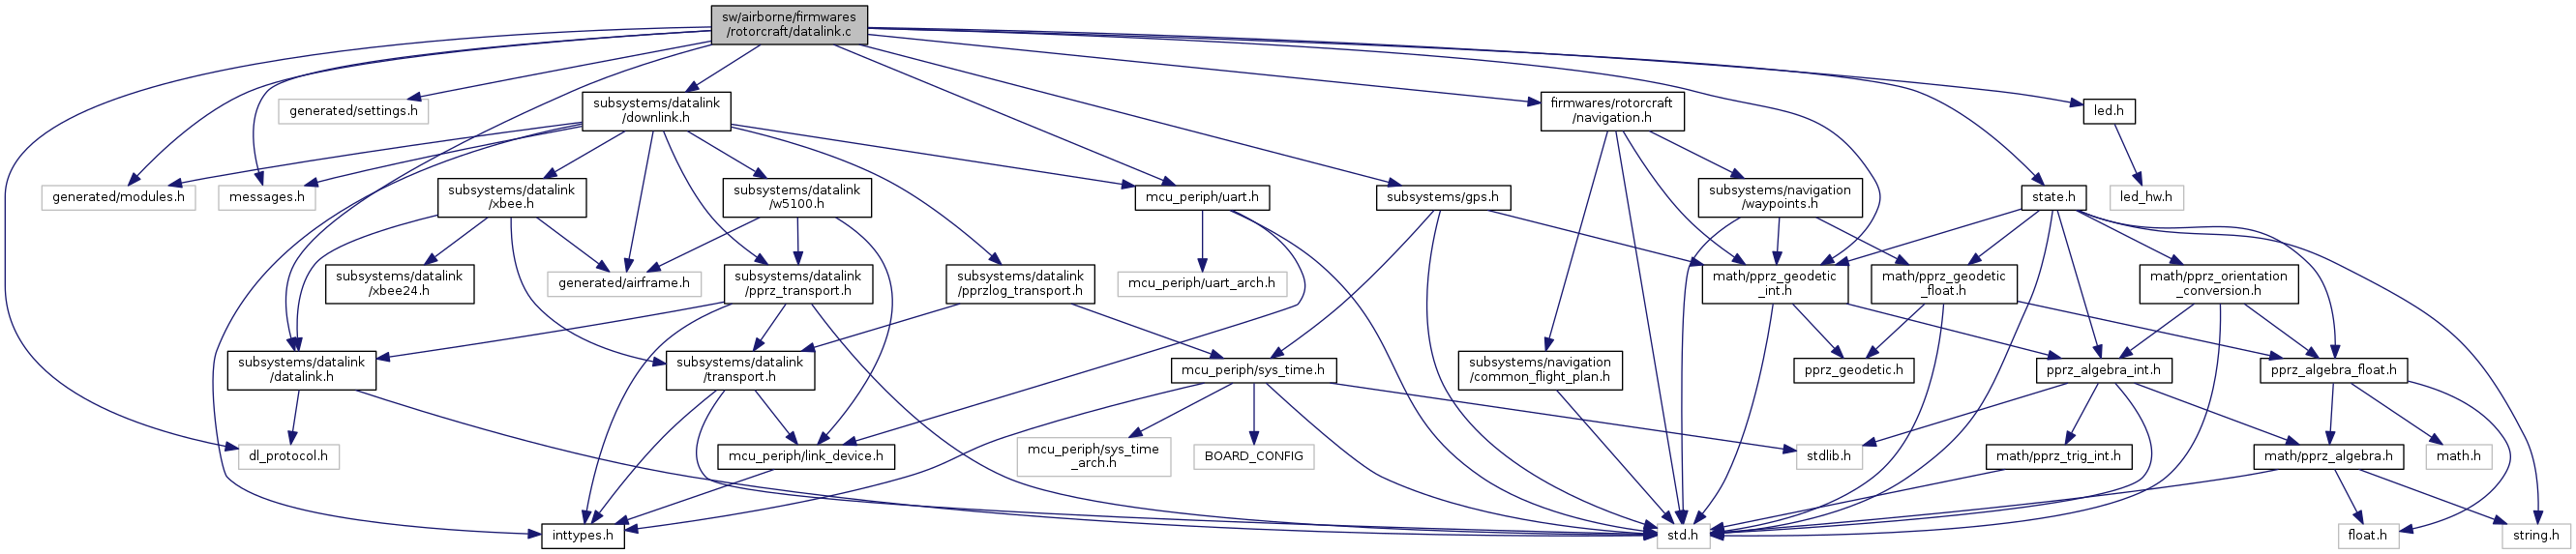 sw/airborne/firmwares
/rotorcraft/datalink.c
generated/settings.h
subsystems/datalink
/downlink.h
firmwares/rotorcraft
/navigation.h
led.h
generated/modules.h
messages.h
subsystems/datalink
/xbee.h
subsystems/datalink
/w5100.h
mcu_periph/uart.h
subsystems/gps.h
subsystems/navigation
/waypoints.h
state.h
led_hw.h
subsystems/datalink
/xbee24.h
generated/airframe.h
subsystems/datalink
/pprz_transport.h
subsystems/datalink
/pprzlog_transport.h
mcu_periph/uart_arch.h
math/pprz_geodetic
_int.h
math/pprz_geodetic
_float.h
math/pprz_orientation
_conversion.h
subsystems/datalink
/datalink.h
subsystems/datalink
/transport.h
mcu_periph/sys_time.h
subsystems/navigation
/common_flight_plan.h
pprz_geodetic.h
pprz_algebra_int.h
pprz_algebra_float.h
dl_protocol.h
mcu_periph/link_device.h
mcu_periph/sys_time
_arch.h
BOARD_CONFIG
stdlib.h
math/pprz_trig_int.h
math/pprz_algebra.h
math.h
inttypes.h
std.h
float.h
string.h